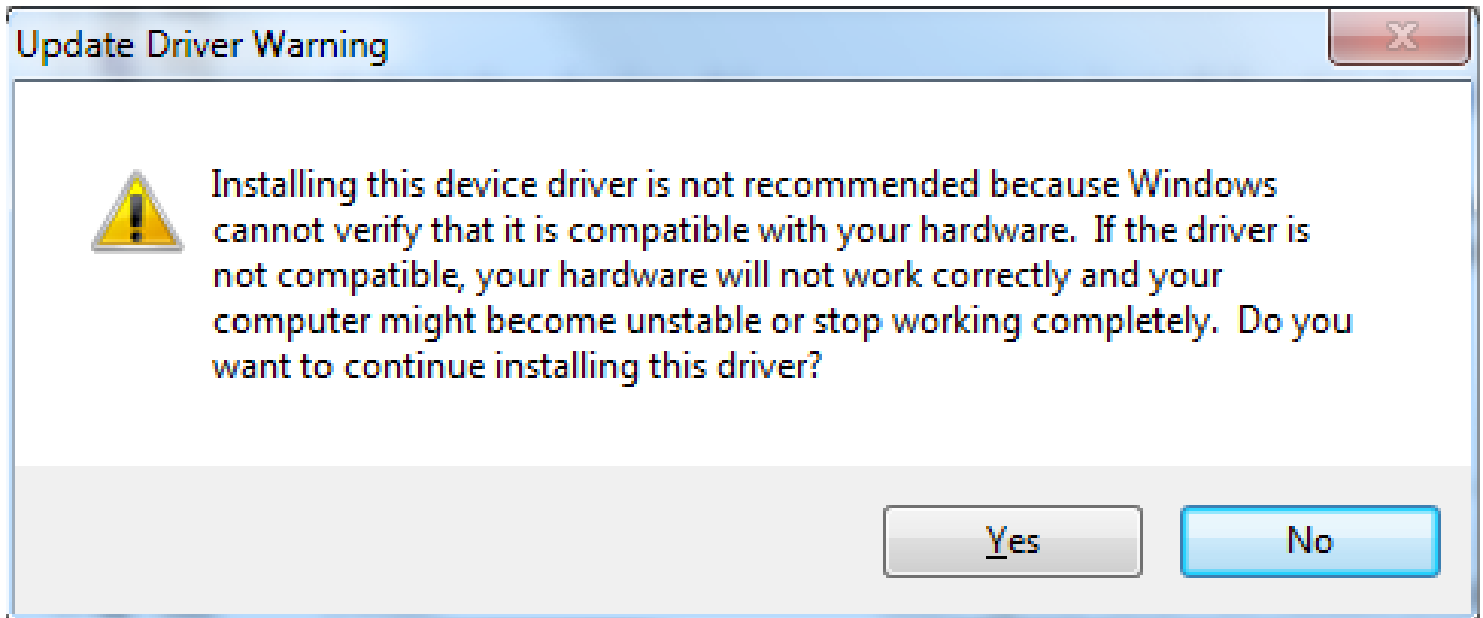 Update Driver Warning
Installing this device driver is not recommended because Windows
cannot verify that it is compatible with your hardware.  If the driver is
not compatible, your hardware will not work correctly and your
computer might become unstable or stop working completely.  Do you
want to continue installing this driver?
Yes
No